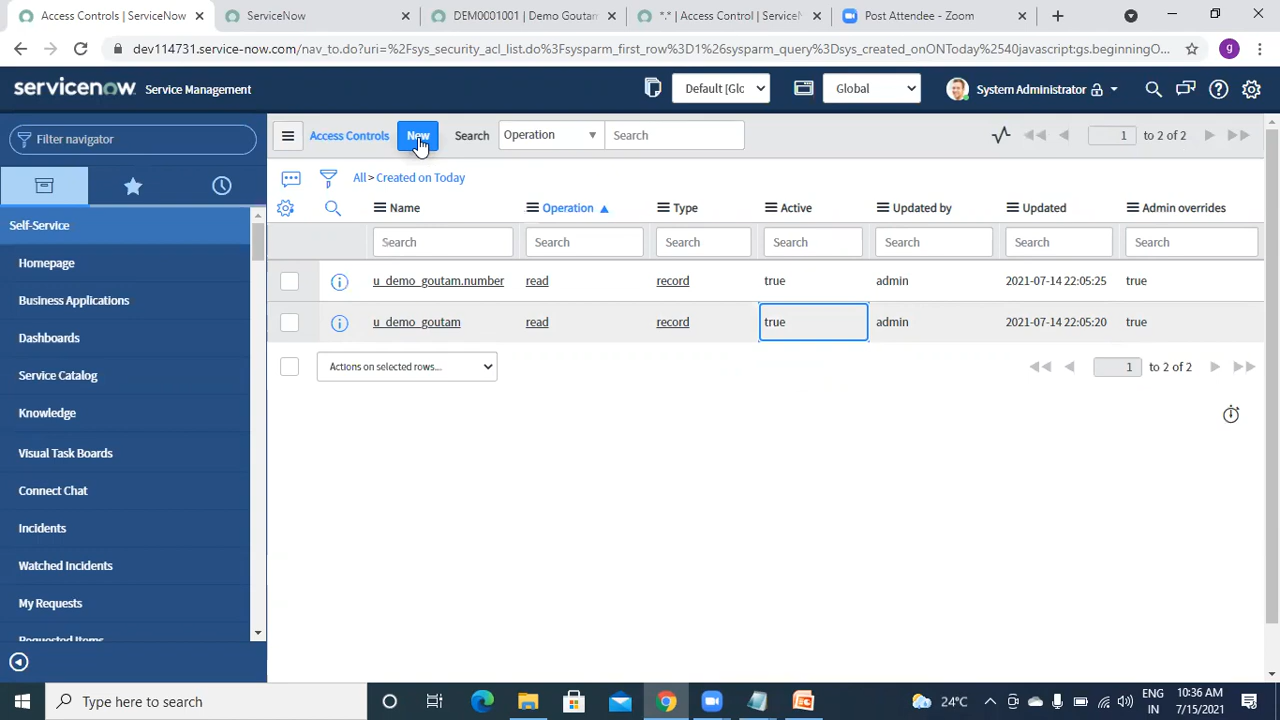 Access Controls | ServiceNow
ServiceNow
DEM0001001 | Demo Goutam
*.* | Access Control | ServiceN
Post Attendee - Zoom
dev114731.service-now.com/nav_to.do?uri=%2Fsys_security_acl_list.do%3Fsysparm_first_row%3D1%26sysparm_query%3Dsys_created_onONToday%2540javascript:gs.beginningO...
g
servicenow. Service Management
Default [Glo
Global
System Administrator
Filter navigator
Access Controls
New
Search
Operation
Search
1 to 2 of 2
All > Created on Today
Self-Service
Name
Operation
Type
Active
Updated by
Updated
Admin overrides
Search
Search
Search
Search
Search
Search
Search
u_demo_goutam.number
read
record
true
admin
2021-07-14 22:05:25
true
u_demo_goutam
read
record
true
admin
2021-07-14 22:05:20
true
Actions on selected rows...
1 to 2 of 2
Homepage
Business Applications
Dashboards
Service Catalog
Knowledge
Visual Task Boards
Connect Chat
Incidents
Watched Incidents
My Requests
Requested Items
Type here to search
24°C
ENG
IN
10:36 AM
7/15/2021